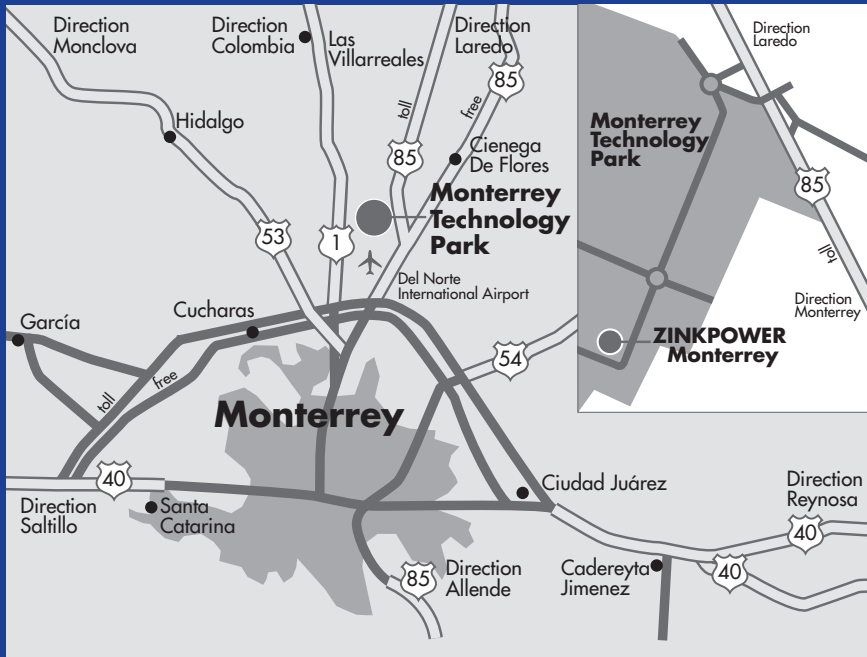 Direction
Monclova
Direction
Colombia
Las
Villarreales
Direction
Laredo
toll
free
85
85
Hidalgo
Cienega
De Flores
Monterrey
Technology
Park
53
1
Del Norte
International Airport
García
Cucharas
toll
free
54
Monterrey
40
Direction
Saltillo
Santa
Catarina
Ciudad Juárez
Direction
Reynosa
40
85
Direction
Allende
Cadereyta
Jimenez
40
Direction
Laredo
Monterrey
Technology
Park
85
toll
Direction
Monterrey
ZINKPOWER
Monterrey